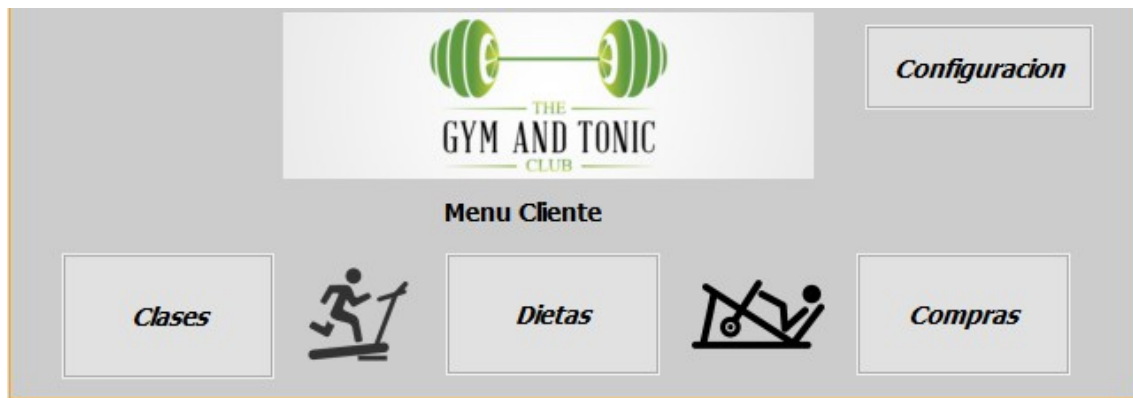 THE
GYM AND TONIC
CLUB
Configuracion
Menu Cliente
Clases
Dietas
Compras